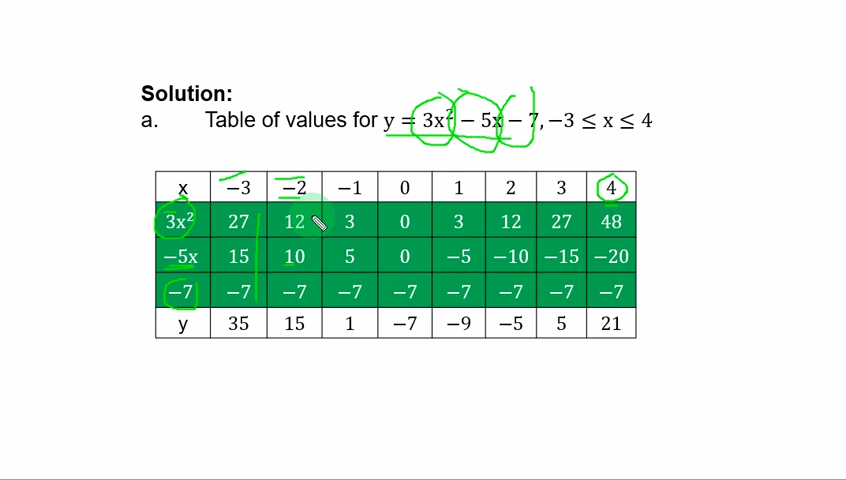 Solution:
a. Table of values for y = 3x² − 5x − 7, −3 ≤ x ≤ 4
x −3 −2 −1 0 1 2 3 4
3x² 27 12 3 0 3 12 27 48
−5x 15 10 5 0 −5 −10 −15 −20
−7 −7 −7 −7 −7 −7 −7 −7 −7
y 35 15 1 −7 −9 −5 5 21